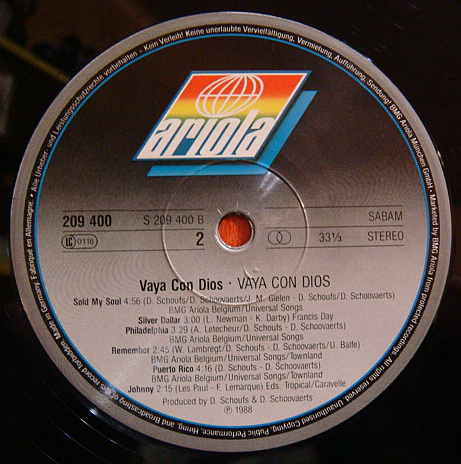 • Alle Urheber- und Leistungsschutzrechte vorbehalten – Kein Verleih! Keine unerlaubte Vervielfältigung, Vermietung, Aufführung, Sendung! BMG Ariola München GmbH • Marketed by BMG Ariola
All rights reserved. Unauthorised Copying, Public Performance, Hiring, and Broadcasting of this record forbidden. Made in Germany. Fabriqué en Allemagne.
ariola
209 400 S 209 400 B SABAM
LC 0116 2 33⅓ STEREO
Vaya Con Dios · VAYA CON DIOS
Sold My Soul 4:56 (D. Schoufs/D. Schoovaerts/J. M. Gielen - D. Schoufs/D. Schoovaerts)
BMG Ariola Belgium/Universal Songs
Silver Dollar 3:00 (L. Newman - K. Darby) Francis Day
Philadelphia 3:29 (A. Letecheur/D. Schoufs - D. Schoovaerts)
BMG Ariola Belgium/Universal Songs
Remember 2:45 (W. Lambregt/D. Schoufs - D. Schoovaerts/U. Balfe)
BMG Ariola Belgium/Universal Songs/Townland
Puerto Rico 4:16 (D. Schoufs - D. Schoovaerts)
BMG Ariola Belgium/Universal Songs/Townland
Johnny 2:15 (Les Paul - F. Lemarque) Eds. Tropical/Caravelle
Produced by D. Schoufs & D. Schoovaerts
℗ 1988